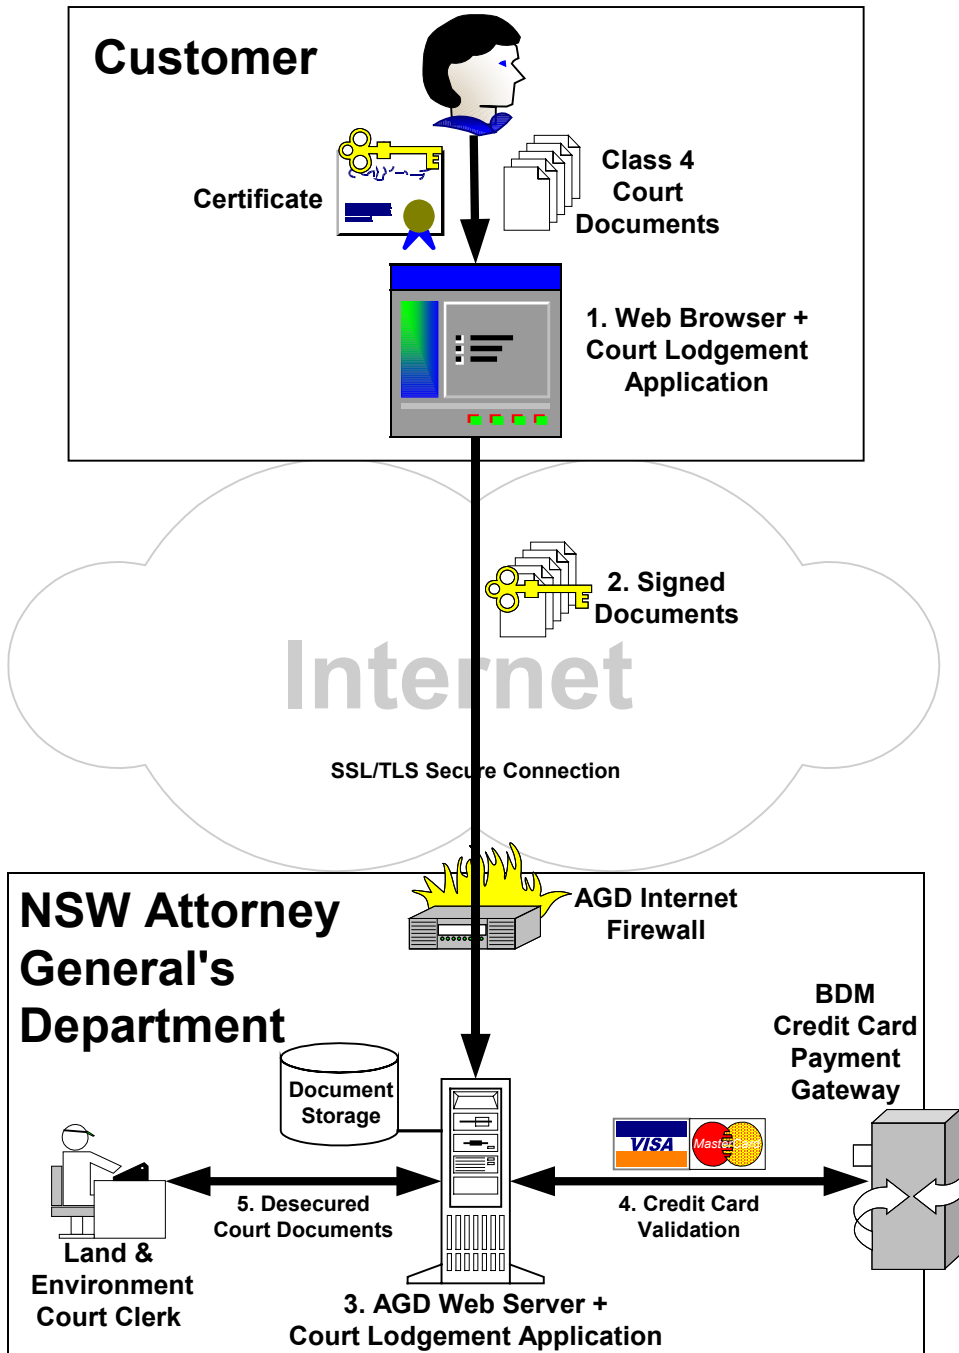 Customer
Certificate
Class 4
Court
Documents
1. Web Browser +
Court Lodgement
Application
2. Signed
Documents
Internet
SSL/TLS Secure Connection
NSW Attorney
General's
Department
AGD Internet
Firewall
BDM
Credit Card
Payment
Gateway
Document
Storage
VISA
MasterCard
5. Desecured
Court Documents
4. Credit Card
Validation
Land &
Environment
Court Clerk
3. AGD Web Server +
Court Lodgement Application